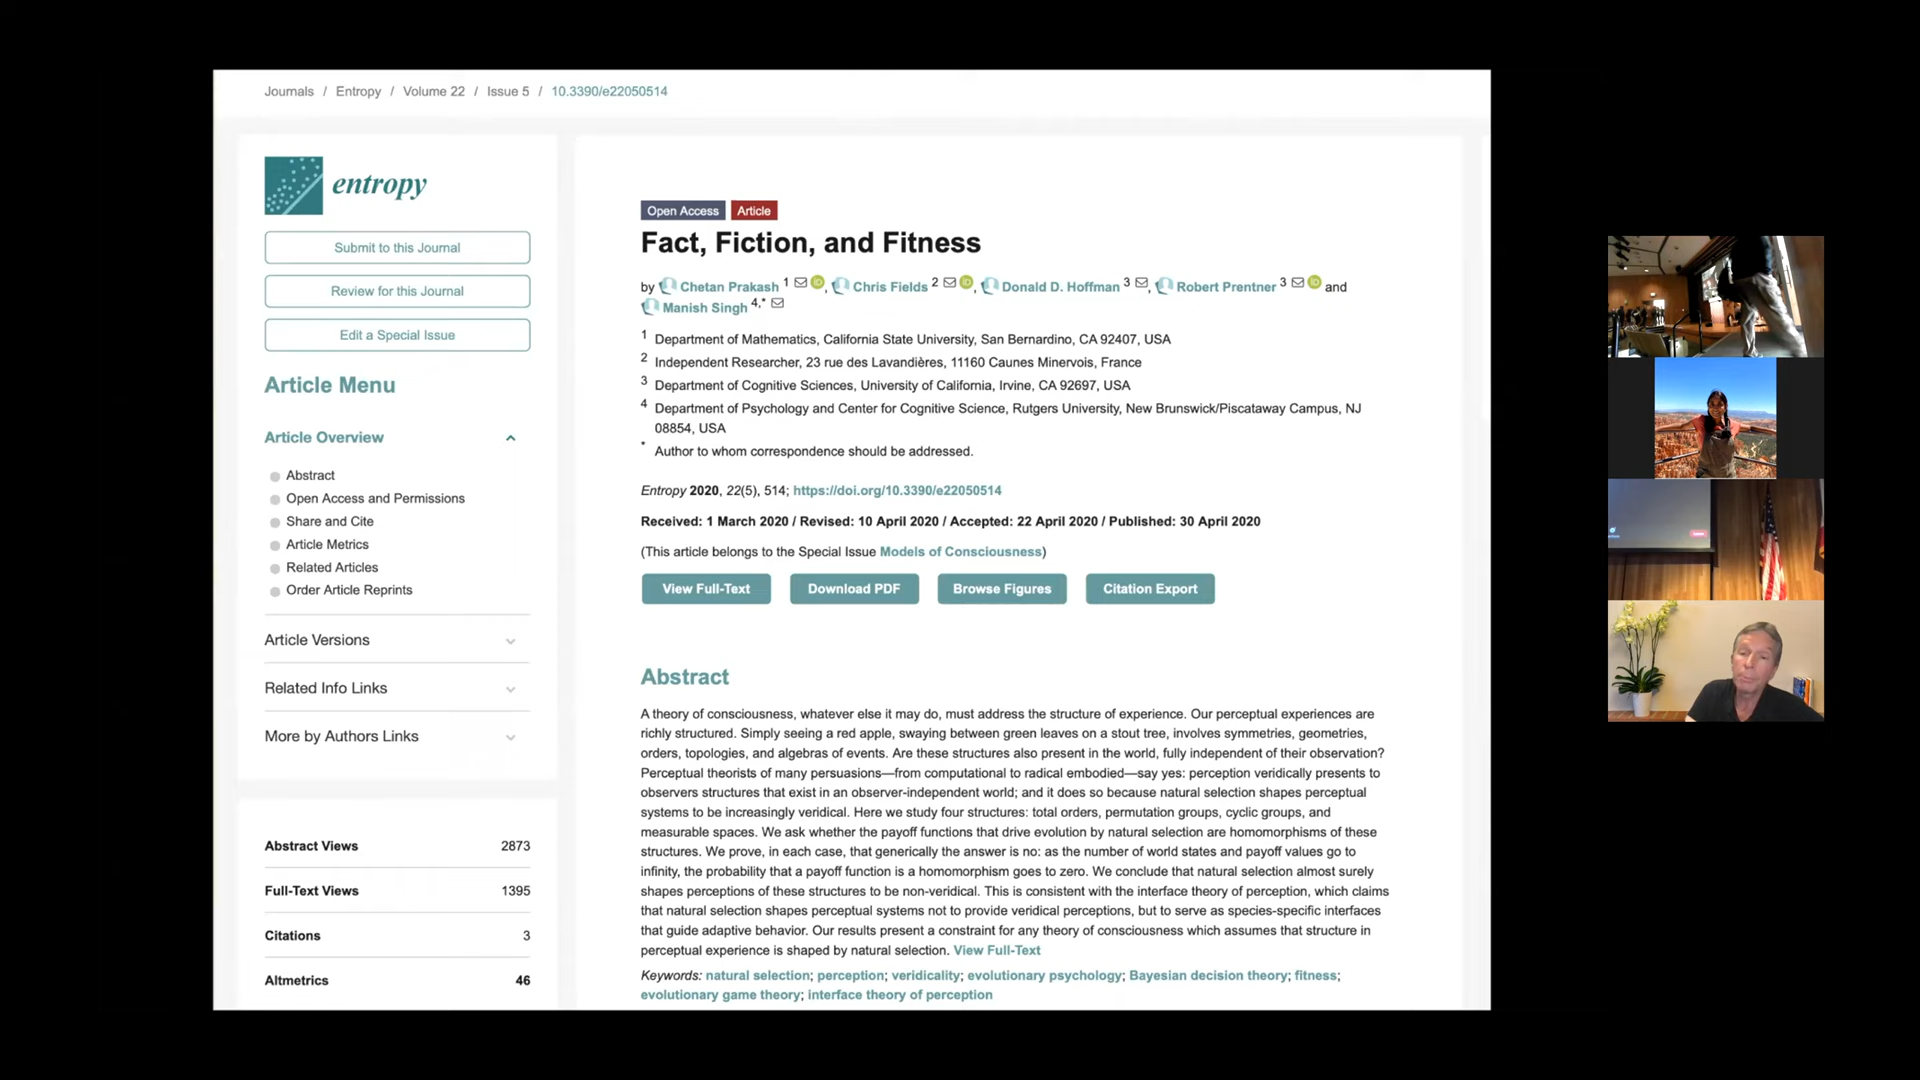 Journals / Entropy / Volume 22 / Issue 5 / 10.3390/e22050514
entropy
Submit to this Journal
Review for this Journal
Edit a Special Issue
Article Menu
Article Overview
Abstract
Open Access and Permissions
Share and Cite
Article Metrics
Related Articles
Order Article Reprints
Article Versions
Related Info Links
More by Authors Links
Abstract Views 2873
Full-Text Views 1395
Citations 3
Altmetrics 46
Open Access Article
Fact, Fiction, and Fitness
by Chetan Prakash 1, Chris Fields 2, Donald D. Hoffman 3, Robert Prentner 3 and
Manish Singh 4,*
1 Department of Mathematics, California State University, San Bernardino, CA 92407, USA
2 Independent Researcher, 23 rue des Lavandières, 11160 Caunes Minervois, France
3 Department of Cognitive Sciences, University of California, Irvine, CA 92697, USA
4 Department of Psychology and Center for Cognitive Science, Rutgers University, New Brunswick/Piscataway Campus, NJ
08854, USA
* Author to whom correspondence should be addressed.
Entropy 2020, 22(5), 514; https://doi.org/10.3390/e22050514
Received: 1 March 2020 / Revised: 10 April 2020 / Accepted: 22 April 2020 / Published: 30 April 2020
(This article belongs to the Special Issue Models of Consciousness)
View Full-Text Download PDF Browse Figures Citation Export
Abstract
A theory of consciousness, whatever else it may do, must address the structure of experience. Our perceptual experiences are
richly structured. Simply seeing a red apple, swaying between green leaves on a stout tree, involves symmetries, geometries,
orders, topologies, and algebras of events. Are these structures also present in the world, fully independent of their observation?
Perceptual theorists of many persuasions—from computational to radical embodied—say yes: perception veridically presents to
observers structures that exist in an observer-independent world; and it does so because natural selection shapes perceptual
systems to be increasingly veridical. Here we study four structures: total orders, permutation groups, cyclic groups, and
measurable spaces. We ask whether the payoff functions that drive evolution by natural selection are homomorphisms of these
structures. We prove, in each case, that generically the answer is no: as the number of world states and payoff values go to
infinity, the probability that a payoff function is a homomorphism goes to zero. We conclude that natural selection almost surely
shapes perceptions of these structures to be non-veridical. This is consistent with the interface theory of perception, which claims
that natural selection shapes perceptual systems not to provide veridical perceptions, but to serve as species-specific interfaces
that guide adaptive behavior. Our results present a constraint for any theory of consciousness which assumes that structure in
perceptual experience is shaped by natural selection. View Full-Text
Keywords: natural selection; perception; veridicality; evolutionary psychology; Bayesian decision theory; fitness;
evolutionary game theory; interface theory of perception